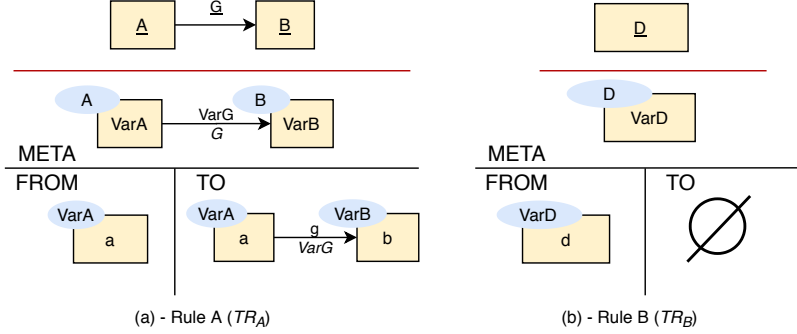 A G B
D
A VarA VarG G B VarB
D VarD
META
META
FROM TO
FROM TO
VarA a
VarA a g VarG VarB b
VarD d
(a) - Rule A (TR_A)
(b) - Rule B (TR_B)